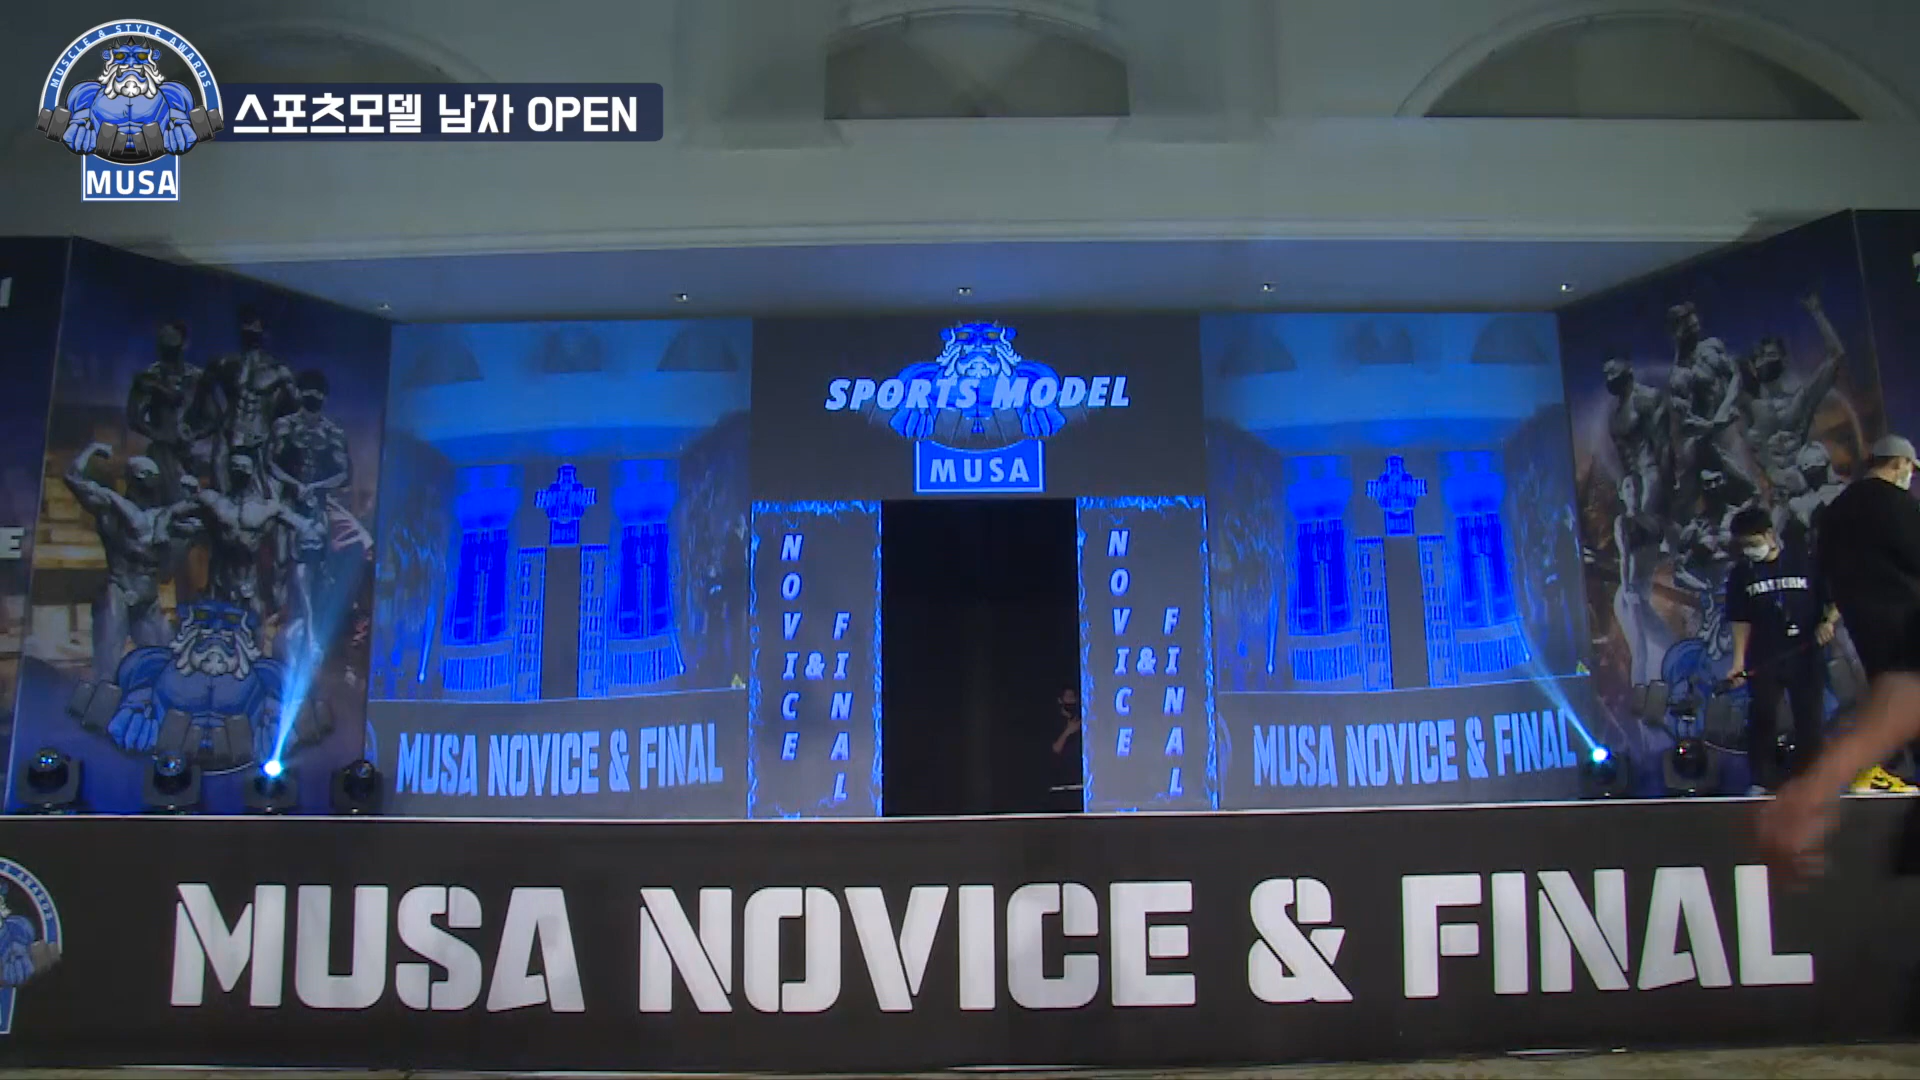 MUSCLE & STYLE AWARDS
MUSA
스포츠모델 남자 OPEN
SPORTS MODEL
MUSA
NOVICE
&
FINAL
NOVICE
&
FINAL
MUSA NOVICE & FINAL
MUSA NOVICE & FINAL
E
MUSA NOVICE & FINAL